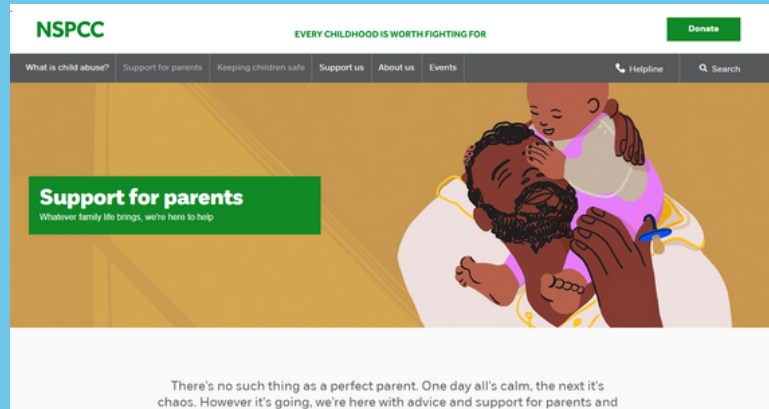 NSPCC
EVERY CHILDHOOD IS WORTH FIGHTING FOR
Donate
What is child abuse?
Support for parents
Keeping children safe
Support us
About us
Events
Helpline
Search
Support for parents
Whatever family life brings, we're here to help
There's no such thing as a perfect parent. One day all's calm, the next it's
chaos. However it's going, we're here with advice and support for parents and